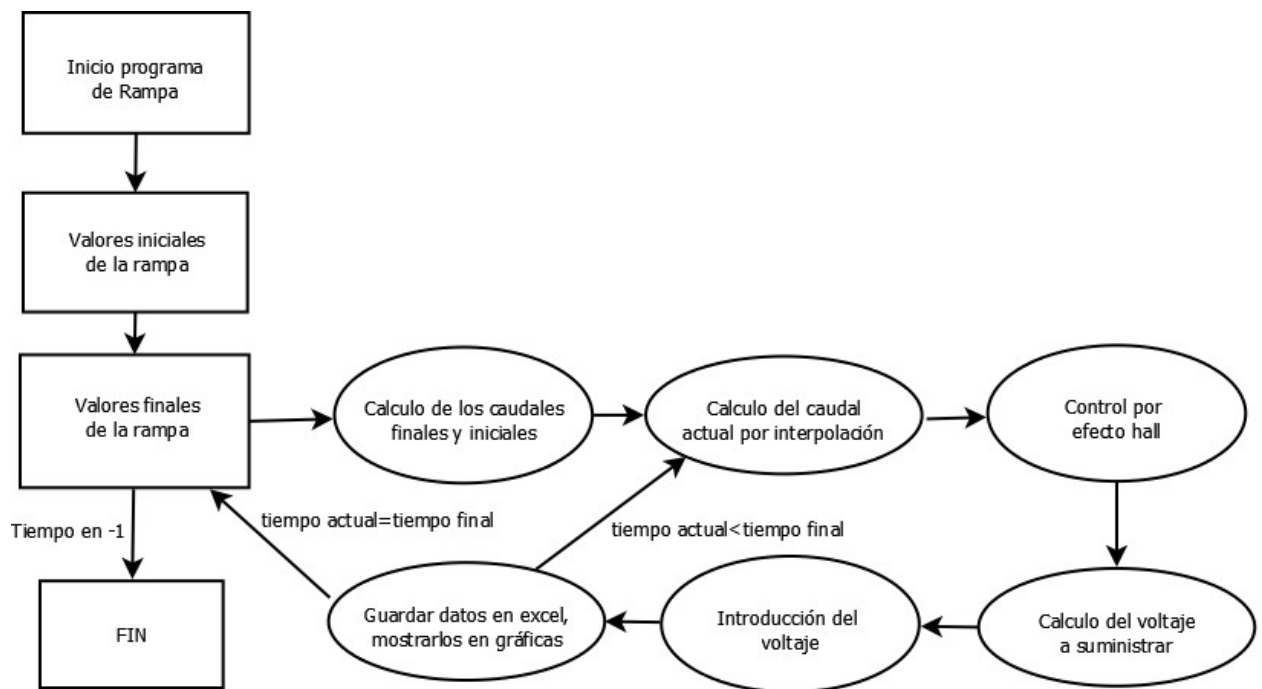 Inicio programa
de Rampa
Valores iniciales
de la rampa
Valores finales
de la rampa
Calculo de los caudales
finales y iniciales
Calculo del caudal
actual por interpolación
Control por
efecto hall
Tiempo en -1
tiempo actual=tiempo final
tiempo actual<tiempo final
FIN
Guardar datos en excel,
mostrarlos en gráficas
Introducción del
voltaje
Calculo del voltaje
a suministrar